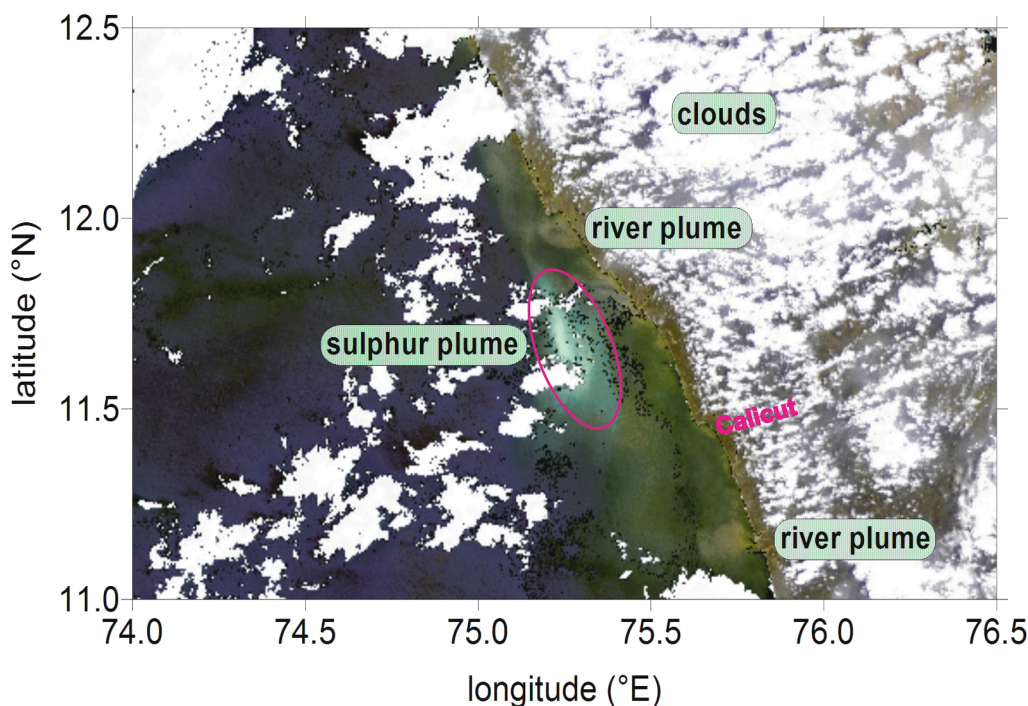 12.5
clouds
12.0
river plume
latitude (°N)
sulphur plume
11.5
Calicut
river plume
11.0
74.0 74.5 75.0 75.5 76.0 76.5
longitude (°E)